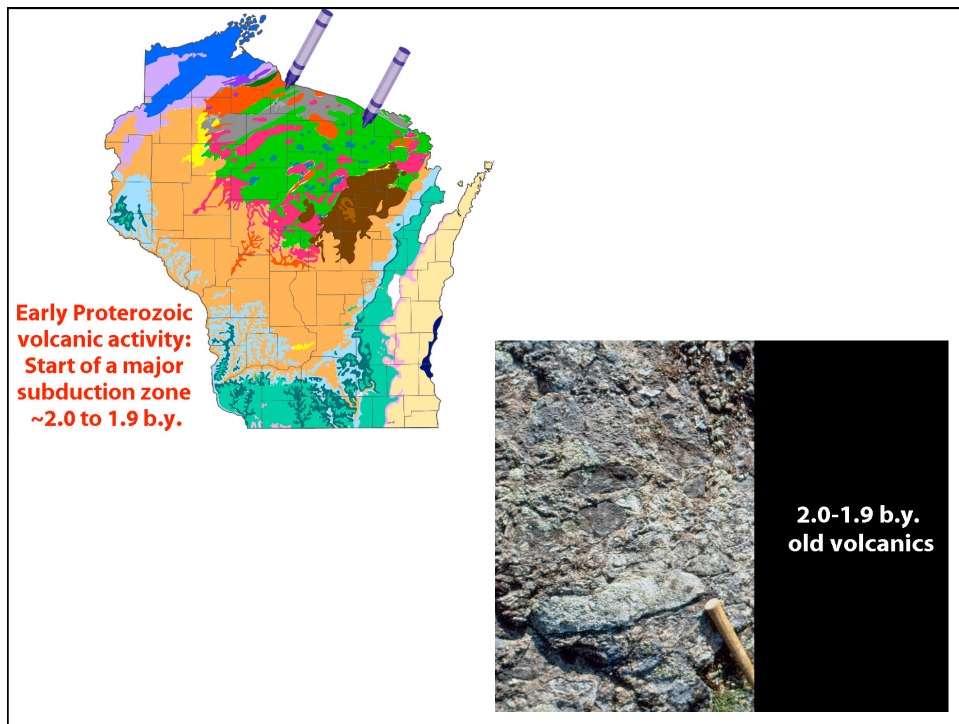 Early Proterozoic
volcanic activity:
Start of a major
subduction zone
~2.0 to 1.9 b.y.
2.0-1.9 b.y.
old volcanics